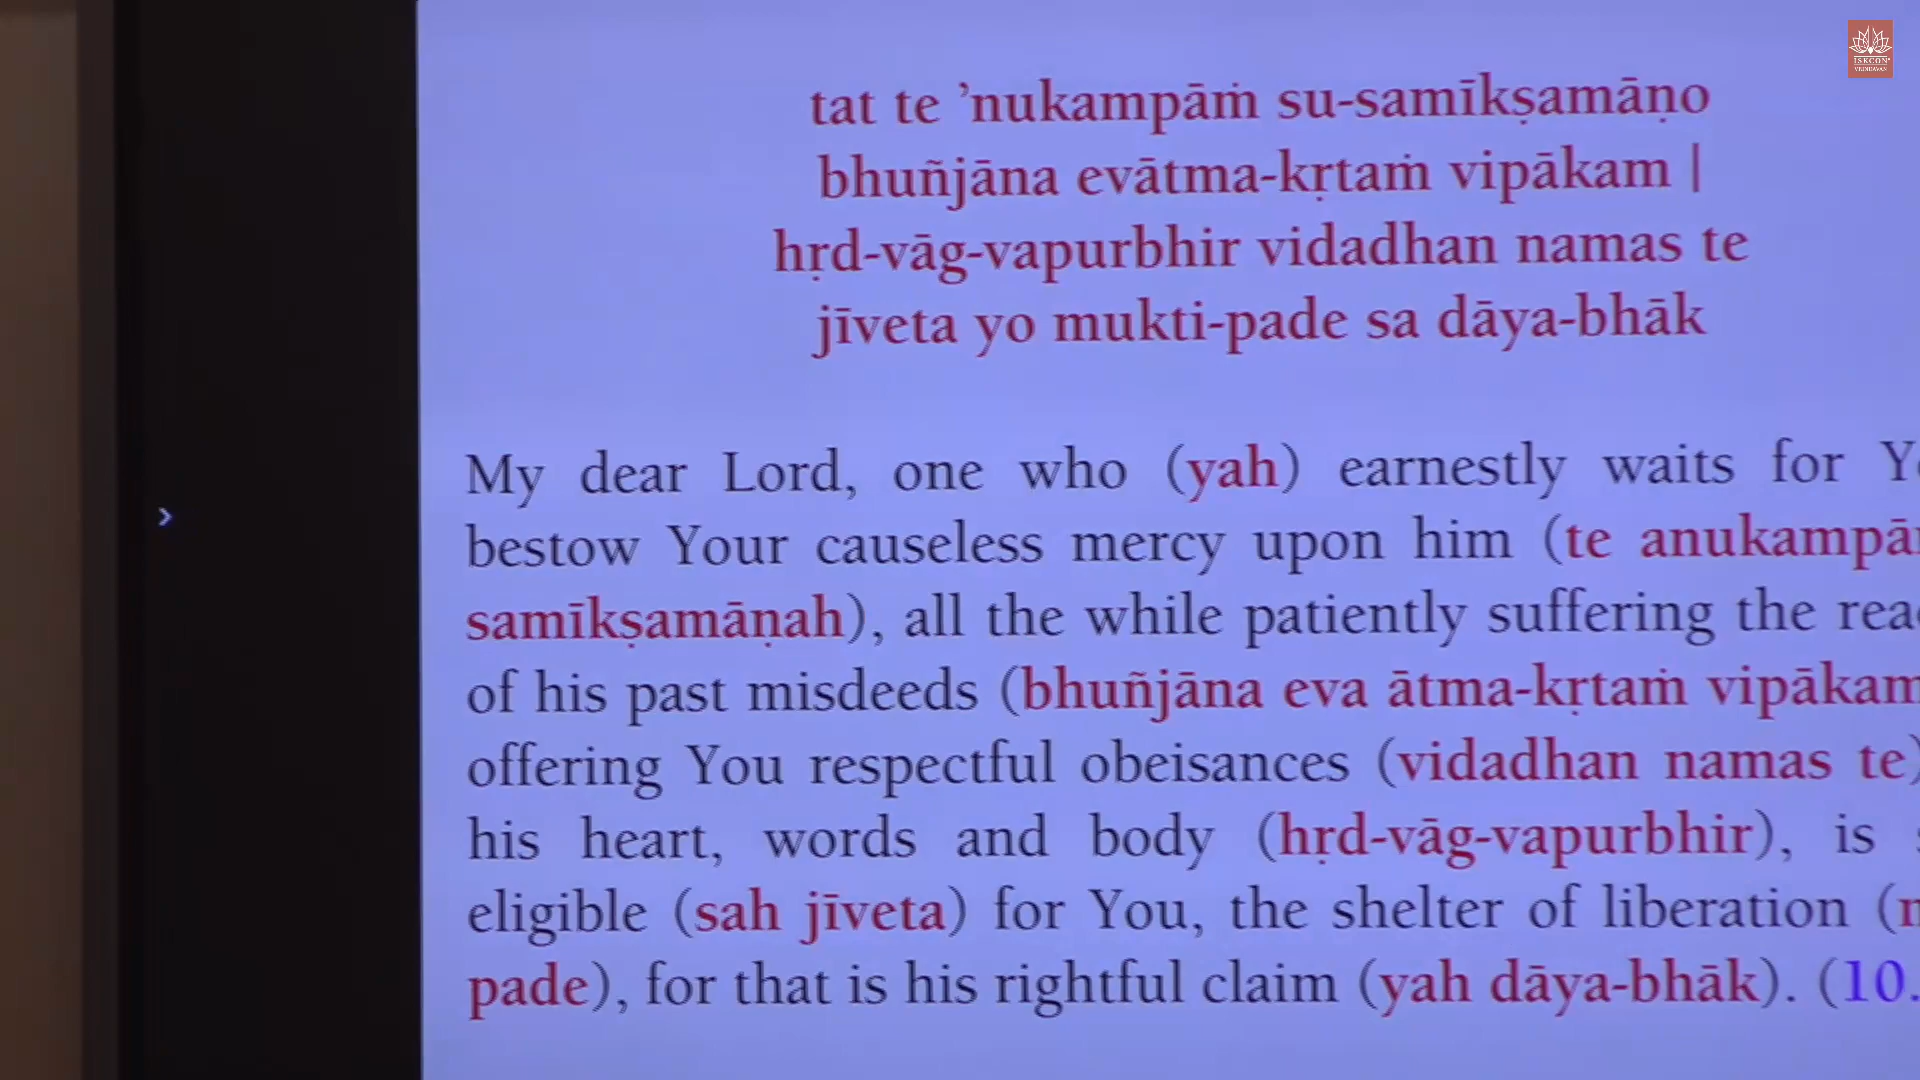 ISKCON
VRINDAVAN
tat te ’nukampāṁ su-samīkṣamāṇo
bhuñjāna evātma-kṛtaṁ vipākam |
hṛd-vāg-vapurbhir vidadhan namas te
jīveta yo mukti-pade sa dāya-bhāk
My dear Lord, one who (yah) earnestly waits for
bestow Your causeless mercy upon him (te
samīkṣamāṇah), all the while patiently suffering the
of his past misdeeds (bhuñjāna eva ātma-kṛtaṁ vipākam
offering You respectful obeisances (vidadhan namas te)
his heart, words and body (hṛd-vāg-vapurbhir), is
eligible (sah jīveta) for You, the shelter of liberation (
pade), for that is his rightful claim (yah dāya-bhāk). (10.